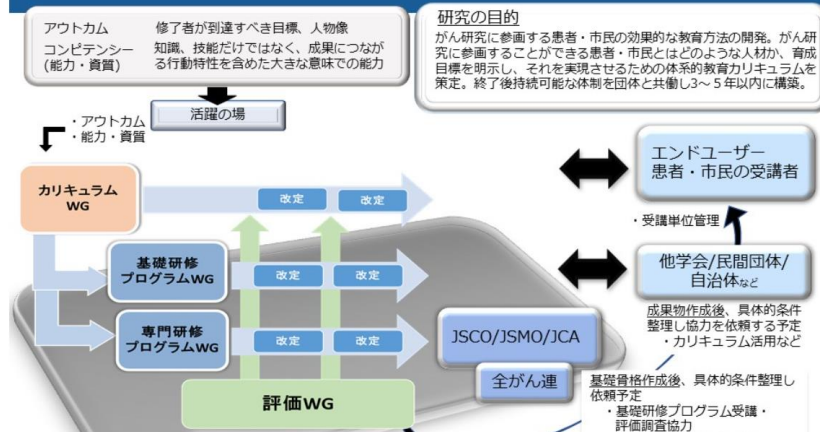 アウトカム　修了者が到達すべき目標、人物像
コンピテンシー　知識、技能だけではなく、成果につなが
(能力・資質)　る行動特性を含めた大きな意味での能力
研究の目的
がん研究に参画する患者・市民の効果的な教育方法の開発。がん研
究に参画することができる患者・市民とはどのような人材か、育成
目標を明示し、それを実現させるための体系的教育カリキュラムを
策定。終了後持続可能な体制を団体と共働し3～５年以内に構築。
活躍の場
・アウトカム
・能力・資質
カリキュラム
WG
改定　改定
基礎研修
プログラムWG
改定　改定
専門研修
プログラムWG
改定　改定
評価WG
JSCO/JSMO/JCA
全がん連
エンドユーザー
患者・市民の受講者
・受講単位管理
他学会/民間団体/
自治体など
成果物作成後、具体的条件
整理し協力を依頼する予定
・カリキュラム活用など
基礎骨格作成後、具体的条件整理し
依頼予定
・基礎研修プログラム受講・
評価調査協力